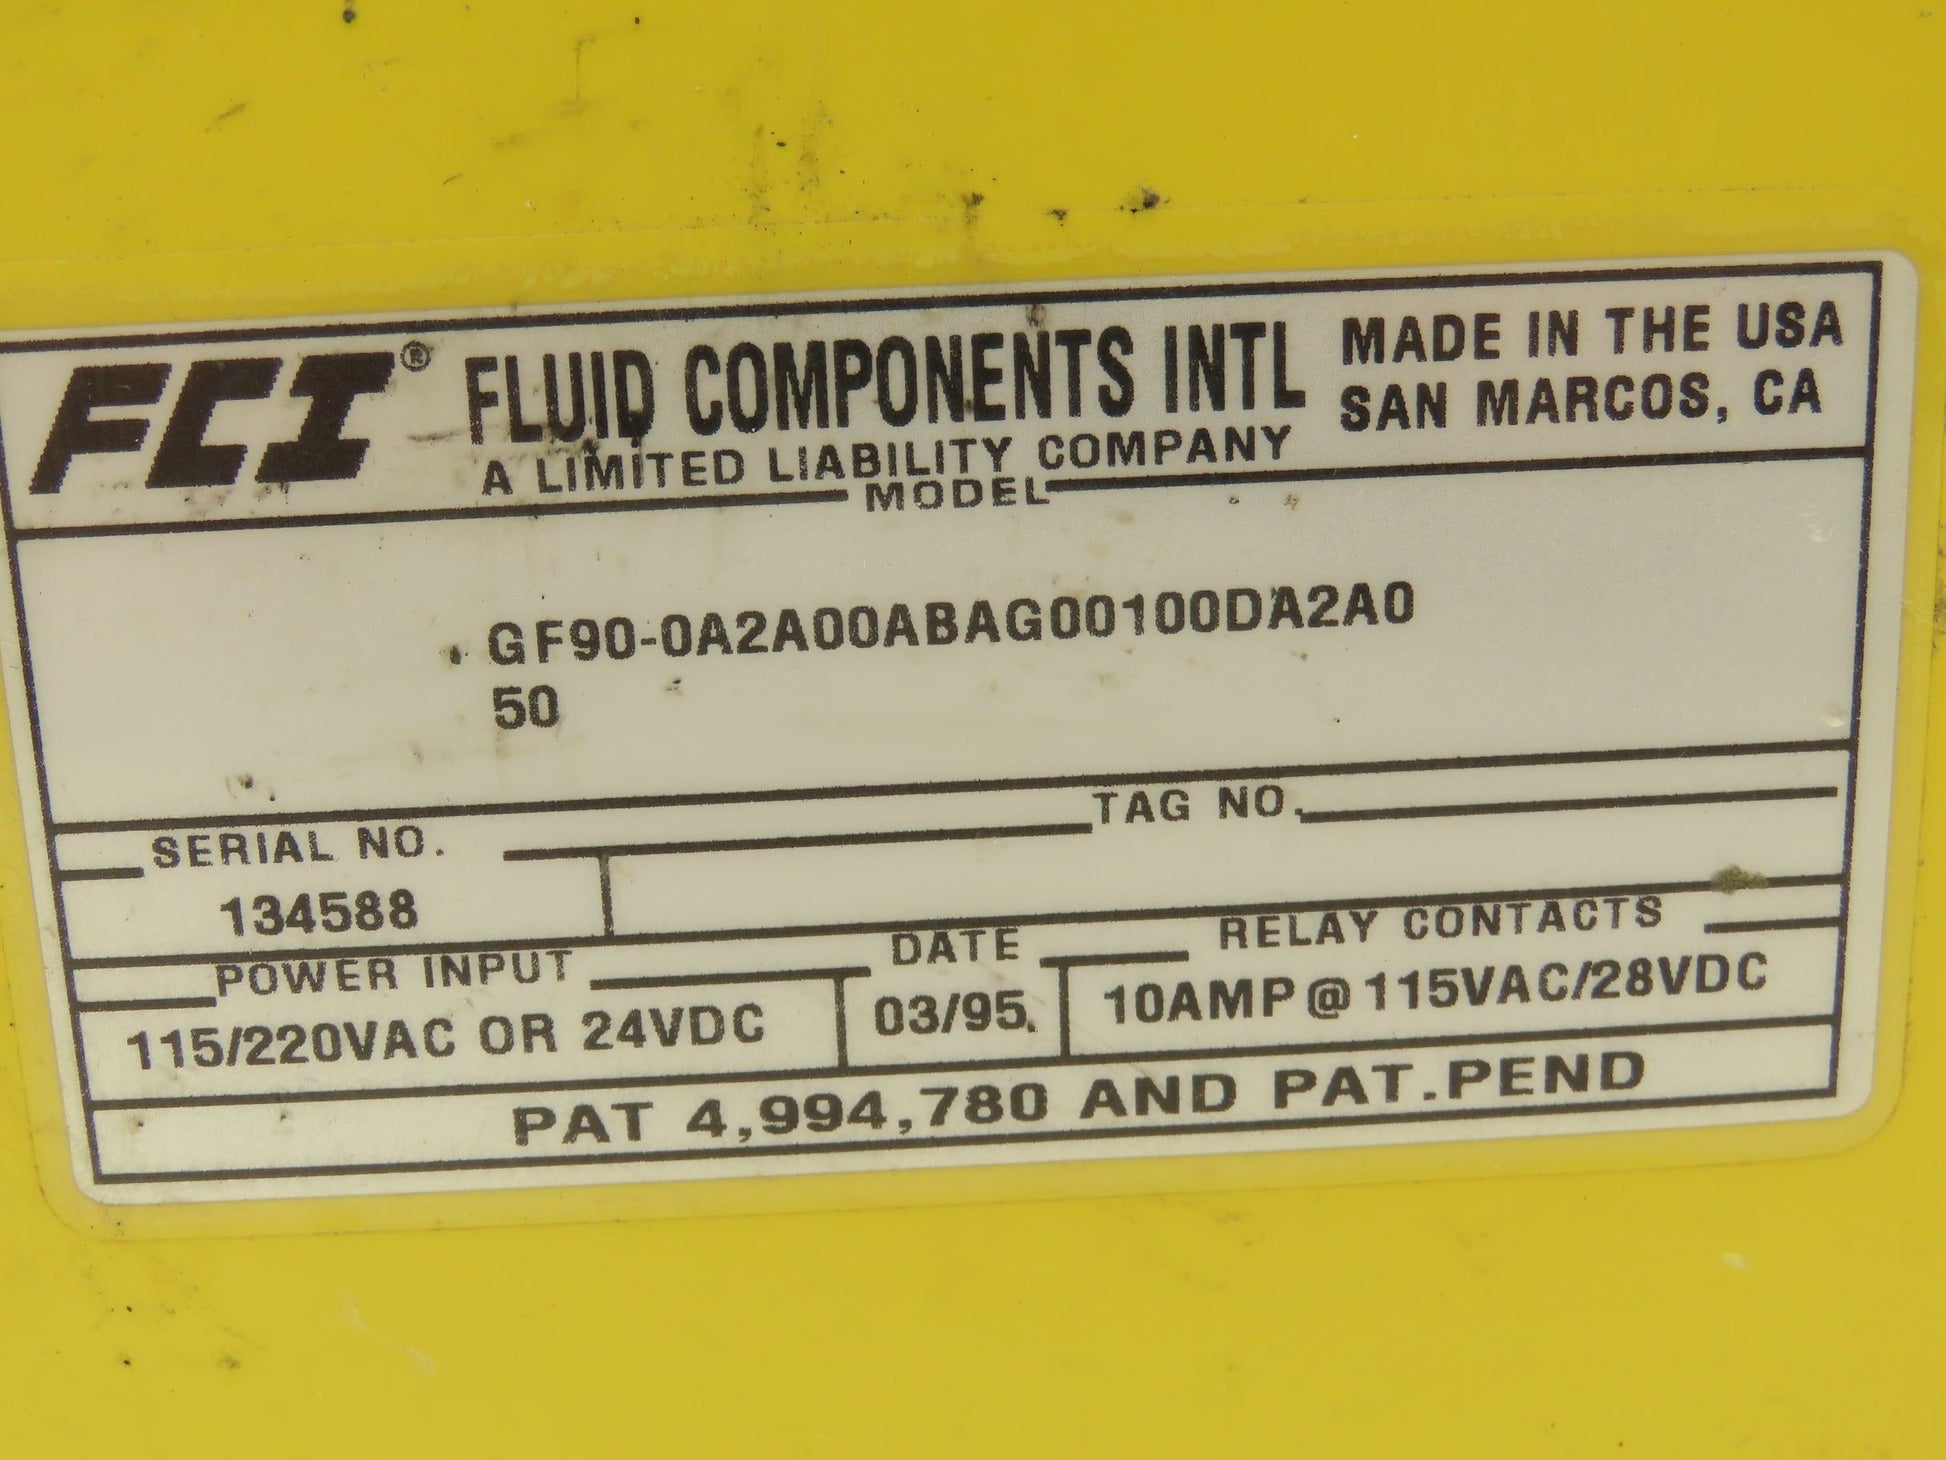 FCI® FLUID COMPONENTS INTL MADE IN THE USA
A LIMITED LIABILITY COMPANY SAN MARCOS, CA
MODEL
GF90-0A2A00ABAG00100DA2A0
50
SERIAL NO. TAG NO.
134588
POWER INPUT DATE RELAY CONTACTS
115/220VAC OR 24VDC 03/95. 10AMP@115VAC/28VDC
PAT 4,994,780 AND PAT.PEND